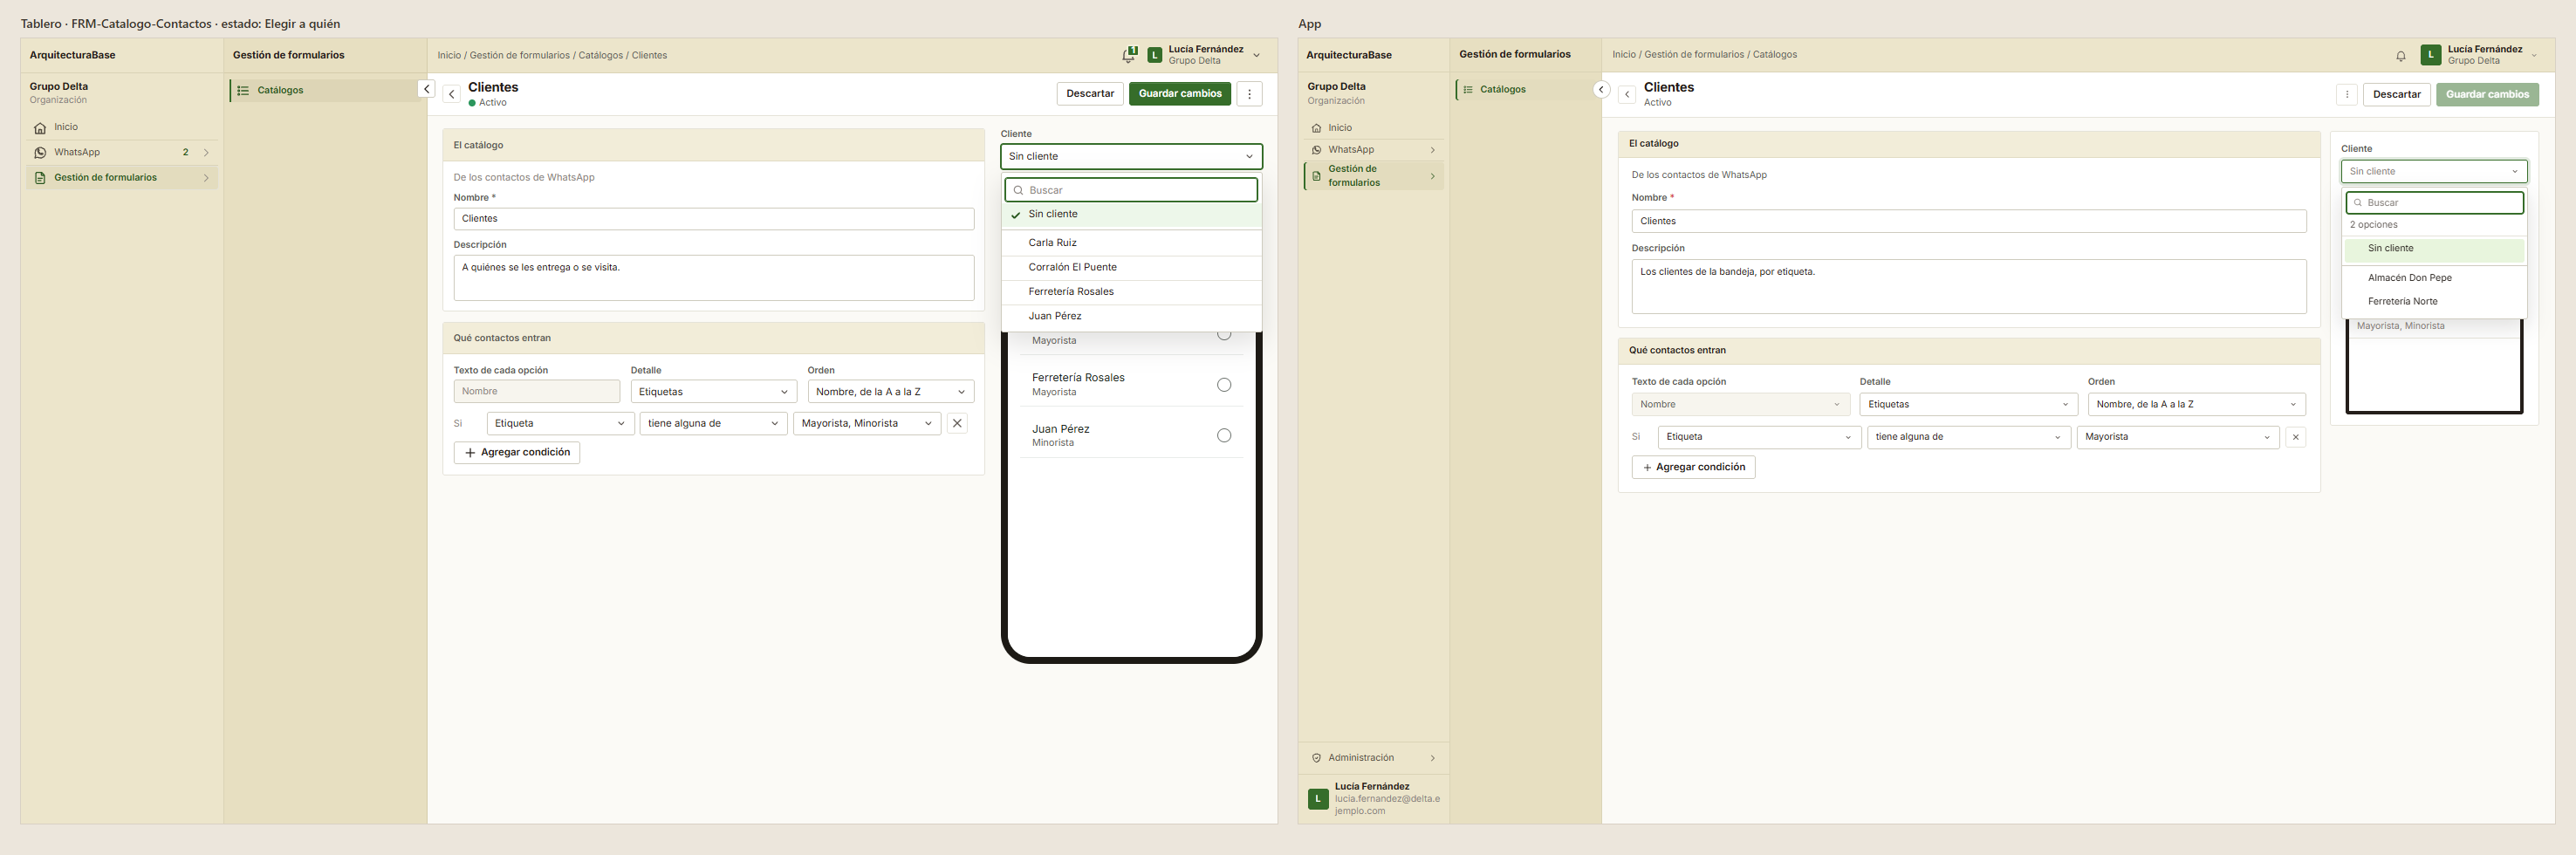 Tablero · FRM-Catalogo-Contactos · estado: Elegir a quién
ArquitecturaBase
Grupo Delta
Organización
Inicio
WhatsApp 2
Gestión de formularios
Gestión de formularios
Catálogos
Inicio / Gestión de formularios / Catálogos / Clientes
1
L
Lucía Fernández
Grupo Delta
Clientes
Activo
Descartar
Guardar cambios
El catálogo
De los contactos de WhatsApp
Nombre *
Clientes
Descripción
A quiénes se les entrega o se visita.
Qué contactos entran
Texto de cada opción Detalle Orden
Nombre Etiquetas Nombre, de la A a la Z
Si Etiqueta tiene alguna de Mayorista, Minorista
Agregar condición
Cliente
Sin cliente
Buscar
Sin cliente
Carla Ruiz
Corralón El Puente
Ferretería Rosales
Juan Pérez
Mayorista
Ferretería Rosales
Mayorista
Juan Pérez
Minorista
App
ArquitecturaBase
Grupo Delta
Organización
Inicio
WhatsApp
Gestión de
formularios
Administración
L
Lucía Fernández
lucia.fernandez@delta.e
jemplo.com
Gestión de formularios
Catálogos
Inicio / Gestión de formularios / Catálogos
L
Lucía Fernández
Grupo Delta
Clientes
Activo
Descartar
Guardar cambios
El catálogo
De los contactos de WhatsApp
Nombre *
Clientes
Descripción
Los clientes de la bandeja, por etiqueta.
Qué contactos entran
Texto de cada opción Detalle Orden
Nombre Etiquetas Nombre, de la A a la Z
Si Etiqueta tiene alguna de Mayorista
Agregar condición
Cliente
Sin cliente
Buscar
2 opciones
Sin cliente
Almacén Don Pepe
Ferretería Norte
Mayorista, Minorista